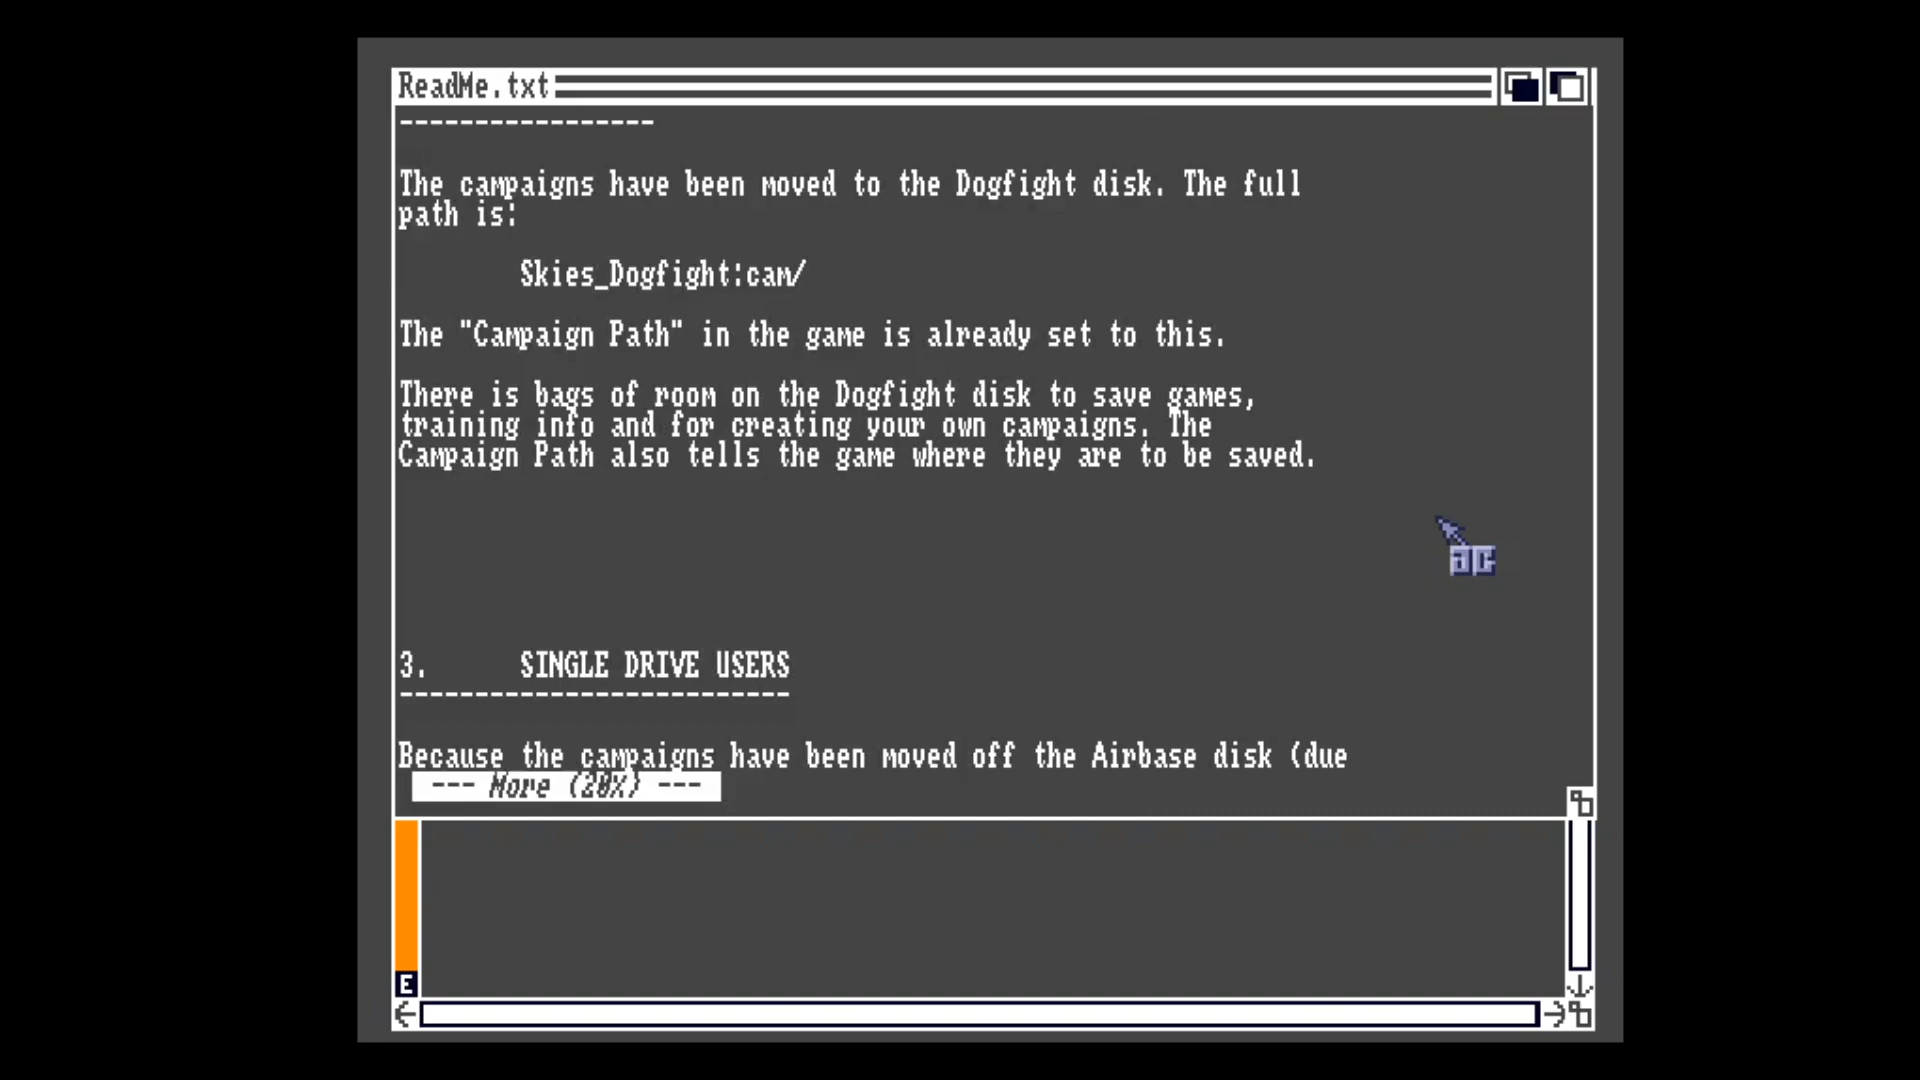 ReadMe.txt
-----------------
The campaigns have been moved to the Dogfight disk. The full
path is:
Skies_Dogfight:cam/
The "Campaign Path" in the game is already set to this.
There is bags of room on the Dogfight disk to save games,
training info and for creating your own campaigns. The
Campaign Path also tells the game where they are to be saved.
ac
3. SINGLE DRIVE USERS
--------------------------
Because the campaigns have been moved off the Airbase disk (due
--- More (20%) ---
E